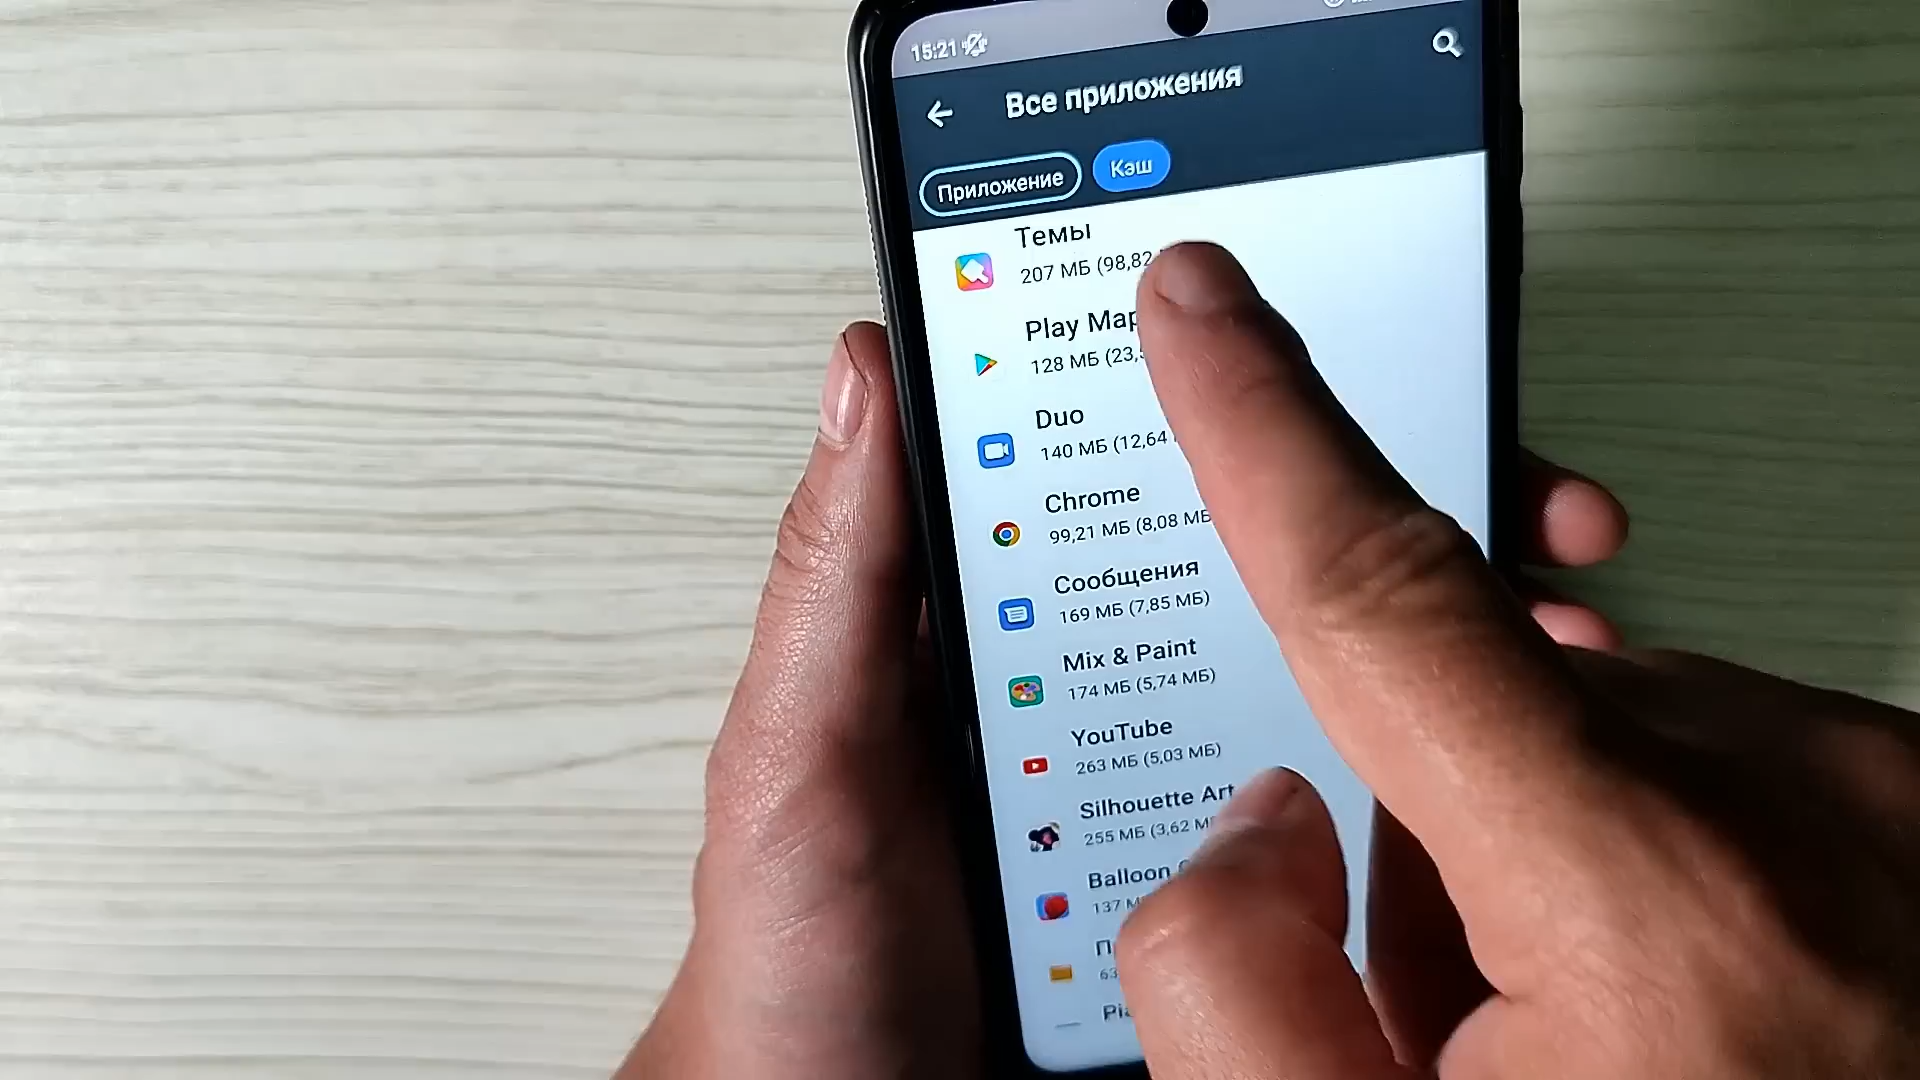 15:21
Все приложения
Приложение
Кэш
Темы
207 МБ (98,82
Play
128 МБ (23,
Duo
140 МБ (12,64
Chrome
99,21 МБ (8,08 МБ
Сообщения
169 МБ (7,85 МБ)
Mix & Paint
174 МБ (5,74 МБ)
YouTube
263 МБ (5,03 МБ)
Silhouette Art
255 МБ (3,62
Balloon
137